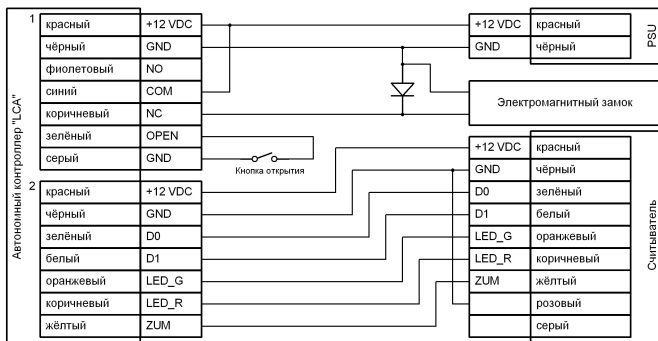 Автономный контроллер "LCA"
1
красный +12 VDC
чёрный GND
фиолетовый NO
синий COM
коричневый NC
зелёный OPEN
серый GND
Кнопка открытия
2
красный +12 VDC
чёрный GND
зелёный D0
белый D1
оранжевый LED_G
коричневый LED_R
жёлтый ZUM
+12 VDC красный
GND чёрный
PSU
Электромагнитный замок
+12 VDC красный
GND чёрный
D0 зелёный
D1 белый
LED_G оранжевый
LED_R коричневый
ZUM жёлтый
розовый
серый
Считыватель